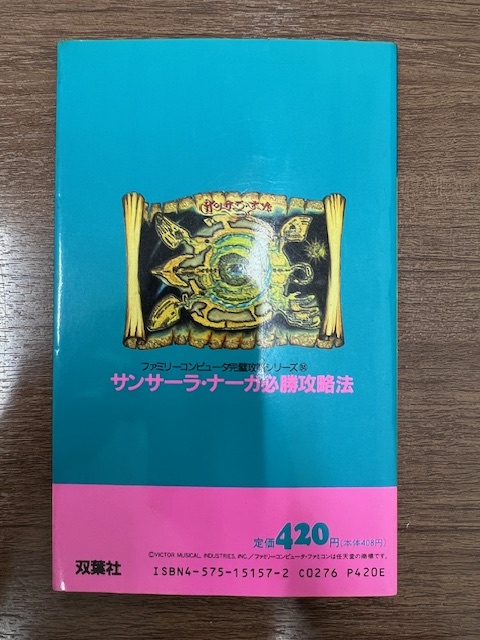 ファミリーコンピュータ完璧攻略シリーズ
サンサーラ・ナーガ必勝攻略法
定価420円(本体408円)
©VICTOR MUSICAL, INDUSTRIES, INC./ファミリーコンピュータ・ファミコンは任天堂の商標です。
双葉社
ISBN4-575-15157-2 C0276 P420E